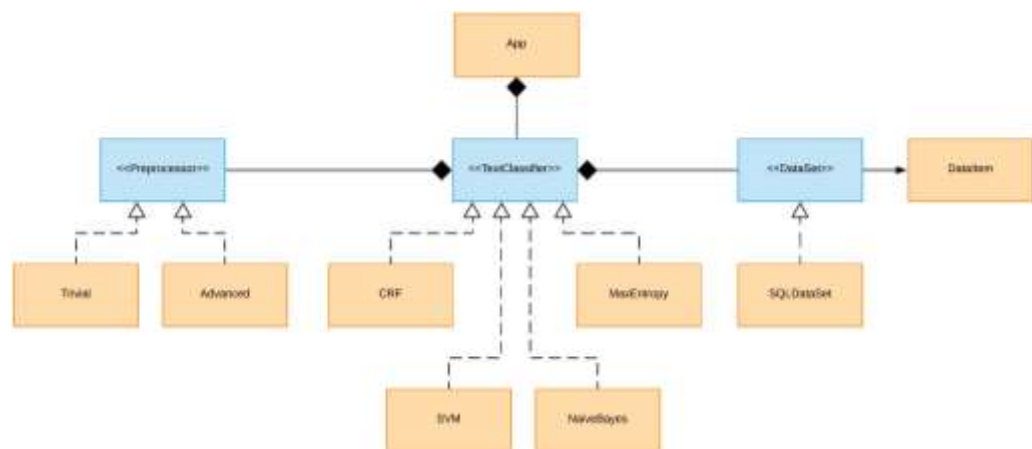 App
<<Preprocessor>>
<<TextClassifier>>
<<DataSet>>
DataItem
Trivial
Advanced
CRF
MaxEntropy
SQLDataSet
SVM
NaiveBayes